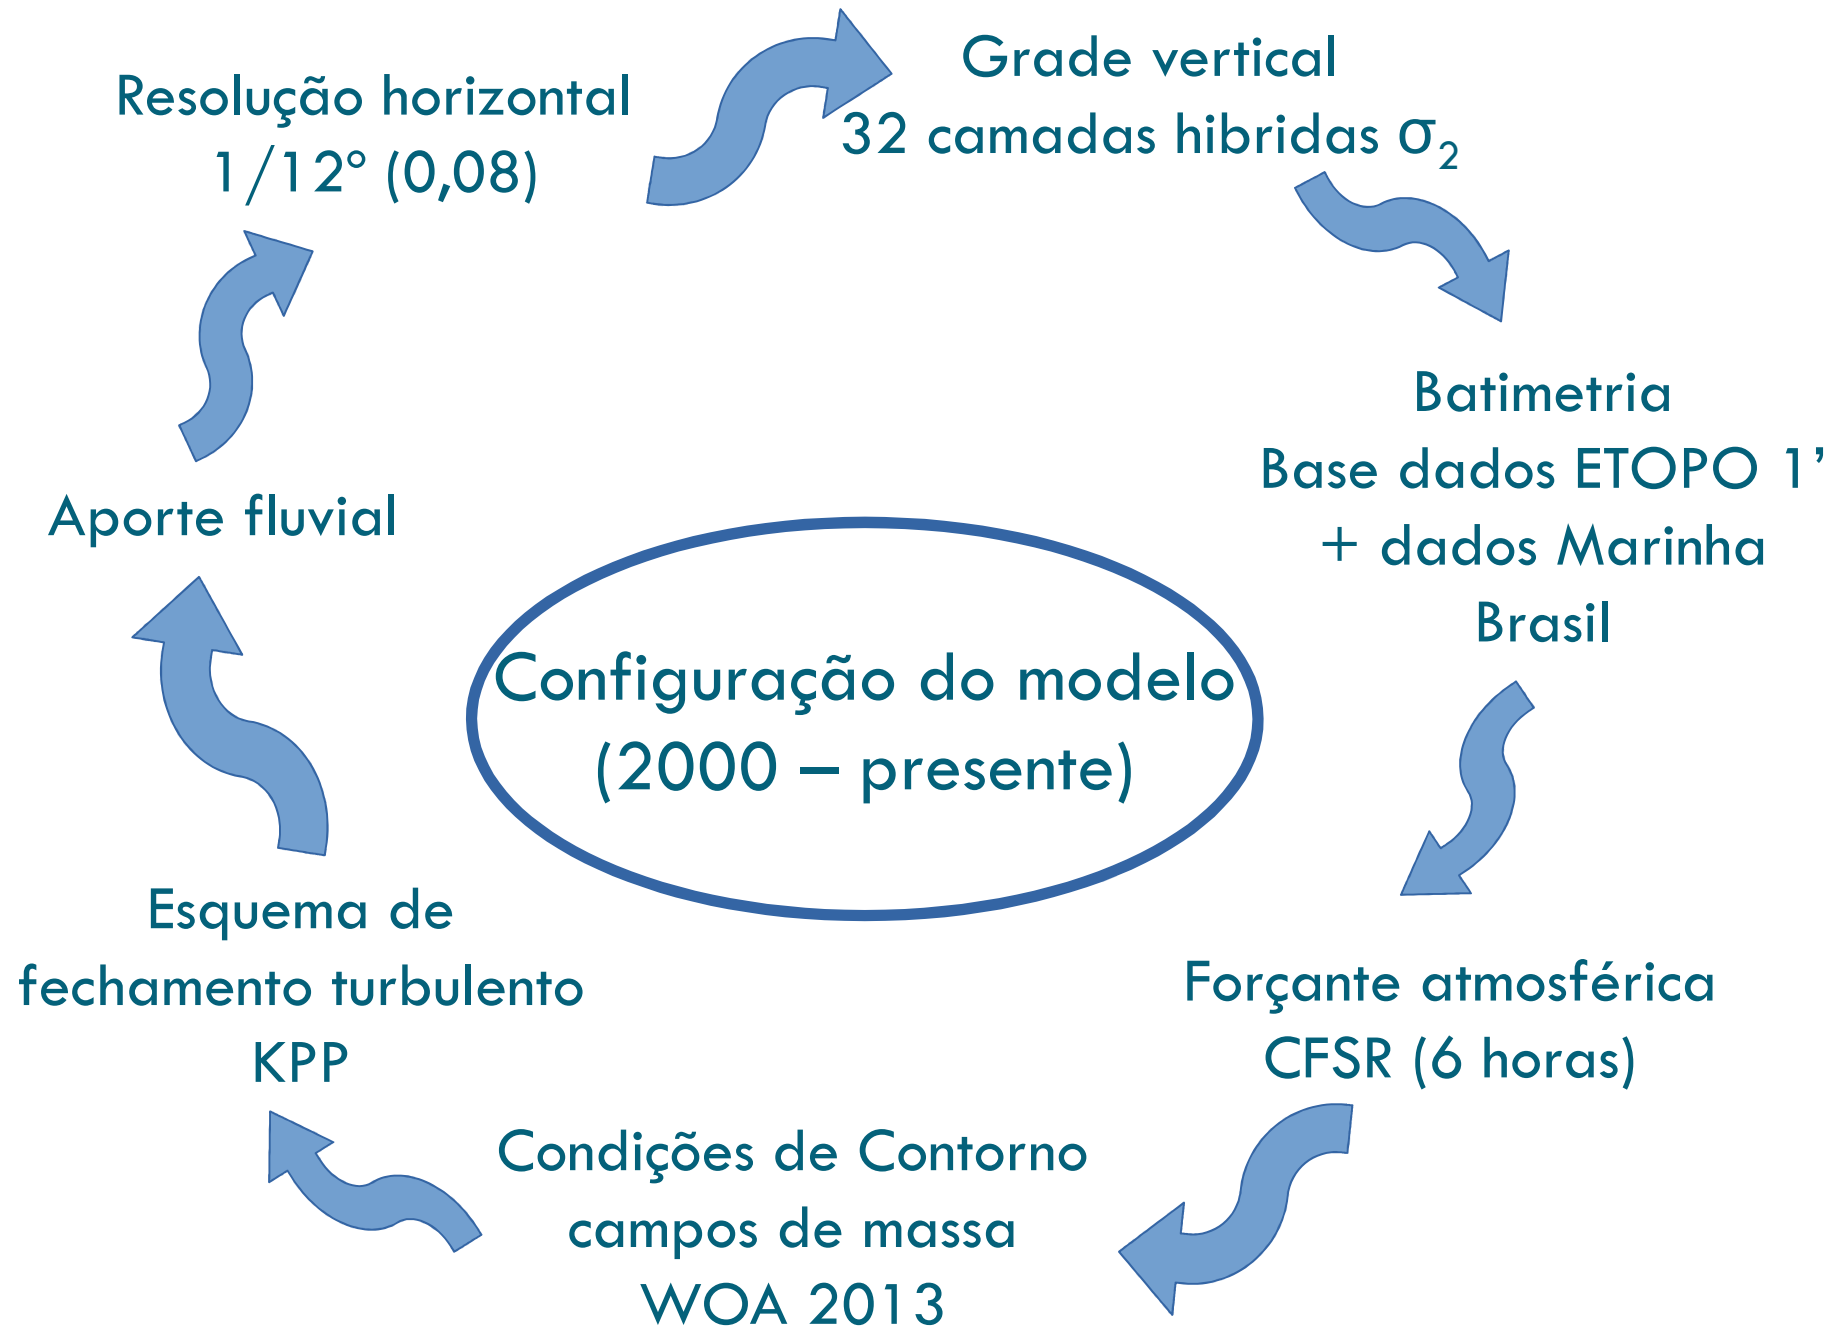 Resolução horizontal
1/12º (0,08)
Grade vertical
32 camadas hibridas σ₂
Batimetria
Base dados ETOPO 1’
+ dados Marinha
Brasil
Forçante atmosférica
CFSR (6 horas)
Condições de Contorno
campos de massa
WOA 2013
Esquema de
fechamento turbulento
KPP
Aporte fluvial
Configuração do modelo
(2000 – presente)